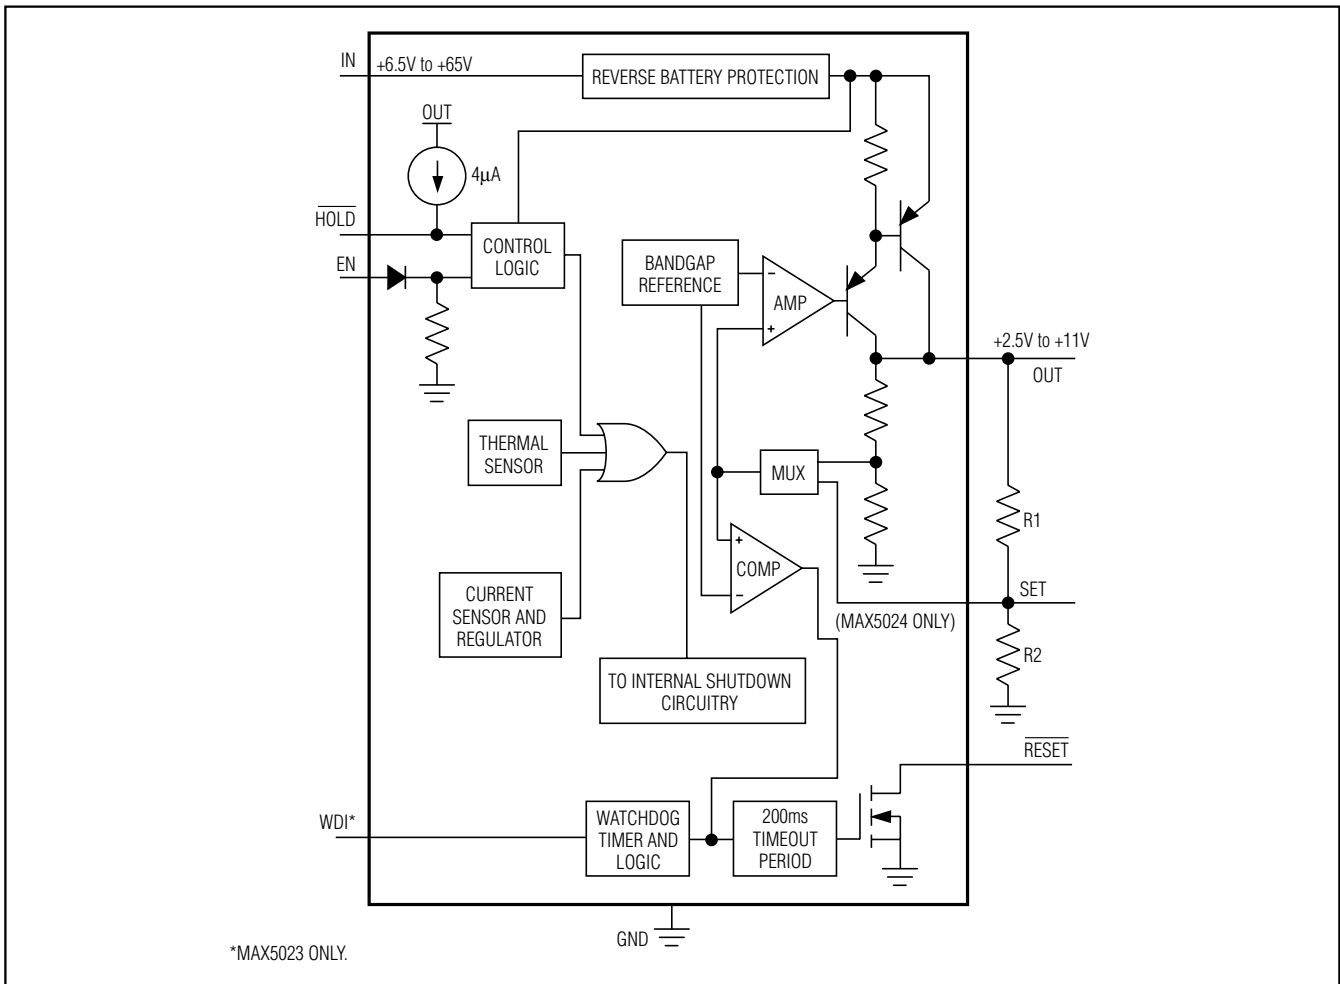 IN
+6.5V to +65V
REVERSE BATTERY PROTECTION
OUT
4μA
HOLD
EN
CONTROL
LOGIC
BANDGAP
REFERENCE
-
AMP
+
+2.5V to +11V
OUT
THERMAL
SENSOR
MUX
R1
+
COMP
-
SET
CURRENT
SENSOR AND
REGULATOR
(MAX5024 ONLY)
R2
TO INTERNAL SHUTDOWN
CIRCUITRY
RESET
WDI*
WATCHDOG
TIMER AND
LOGIC
200ms
TIMEOUT
PERIOD
GND
*MAX5023 ONLY.